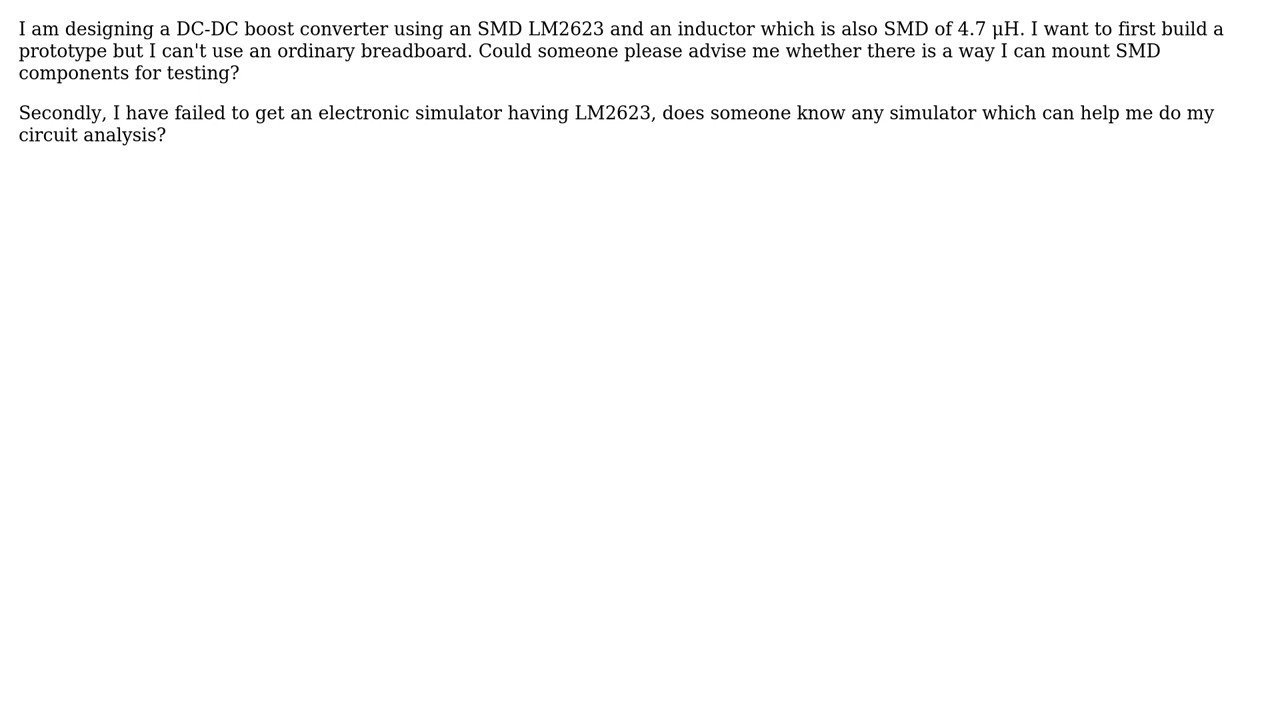 I am designing a DC-DC boost converter using an SMD LM2623 and an inductor which is also SMD of 4.7 μH. I want to first build a
prototype but I can't use an ordinary breadboard. Could someone please advise me whether there is a way I can mount SMD
components for testing?
Secondly, I have failed to get an electronic simulator having LM2623, does someone know any simulator which can help me do my
circuit analysis?